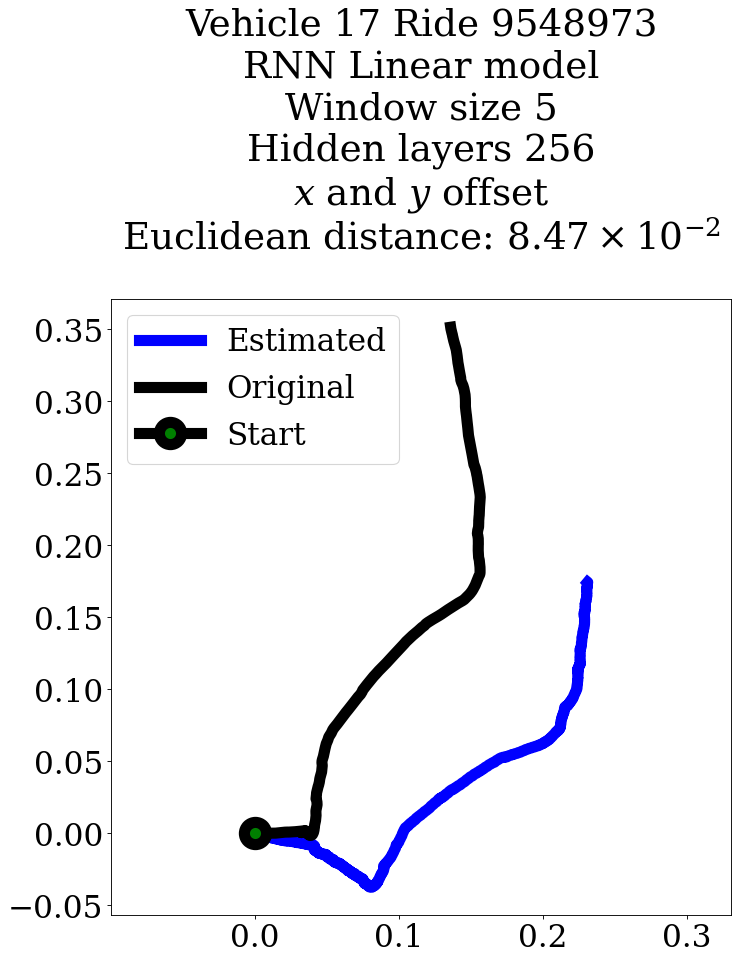 Vehicle 17 Ride 9548973
RNN Linear model
Window size 5
Hidden layers 256
x and y offset
Euclidean distance: 8.47 × 10⁻²
Estimated
Original
Start
0.35
0.30
0.25
0.20
0.15
0.10
0.05
0.00
−0.05
0.0 0.1 0.2 0.3